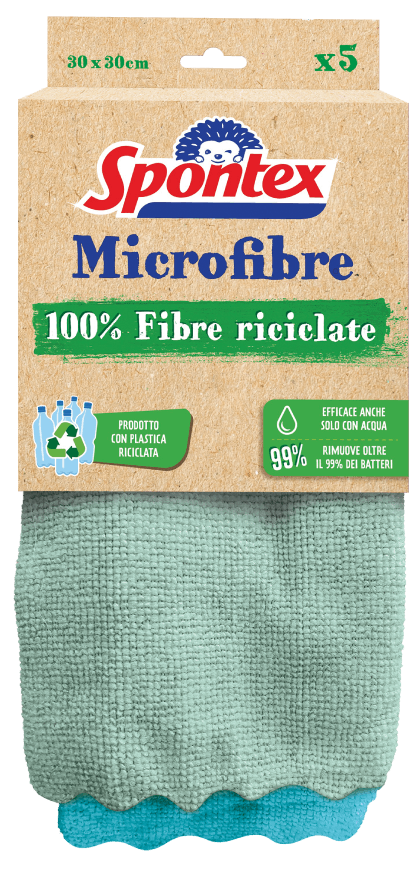 30 x 30cm
x5
Spontex
Microfibre
100% Fibre riciclate
PRODOTTO
CON PLASTICA
RICICLATA
EFFICACE ANCHE
SOLO CON ACQUA
99%
RIMUOVE OLTRE
IL 99% DEI BATTERI